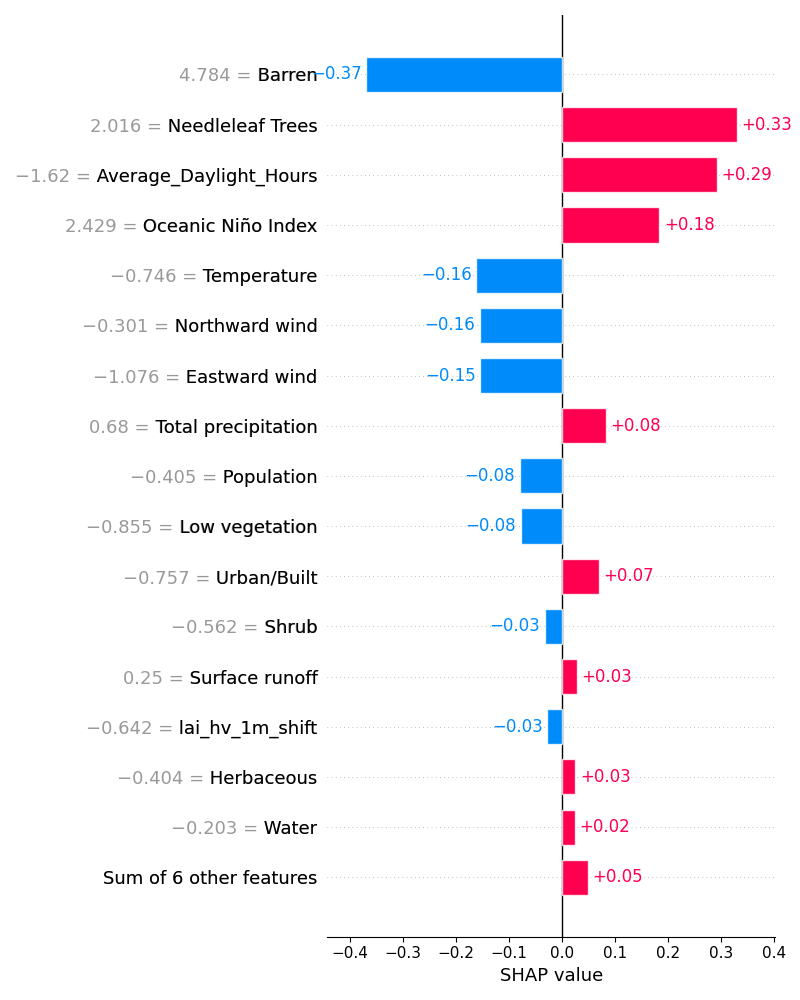 4.784 = Barren −0.37
2.016 = Needleleaf Trees +0.33
−1.62 = Average_Daylight_Hours +0.29
2.429 = Oceanic Niño Index +0.18
−0.746 = Temperature −0.16
−0.301 = Northward wind −0.16
−1.076 = Eastward wind −0.15
0.68 = Total precipitation +0.08
−0.405 = Population −0.08
−0.855 = Low vegetation −0.08
−0.757 = Urban/Built +0.07
−0.562 = Shrub −0.03
0.25 = Surface runoff +0.03
−0.642 = lai_hv_1m_shift −0.03
−0.404 = Herbaceous +0.03
−0.203 = Water +0.02
Sum of 6 other features +0.05
−0.4 −0.3 −0.2 −0.1 0.0 0.1 0.2 0.3 0.4
SHAP value